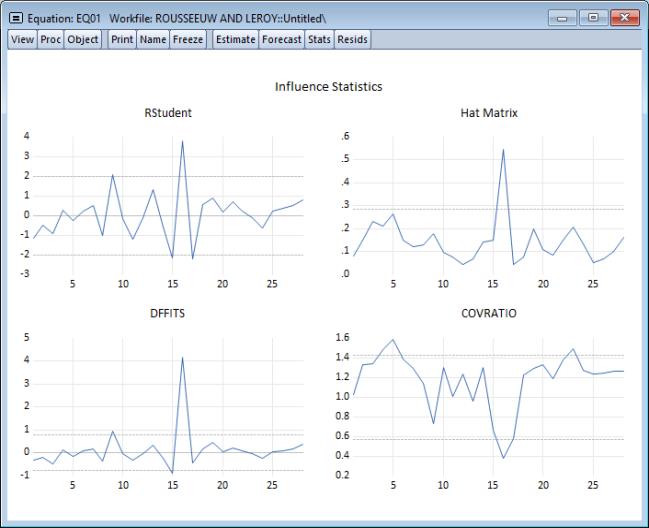 Equation: EQ01 Workfile: ROUSSEEUW AND LEROY::Untitled\
View Proc Object Print Name Freeze Estimate Forecast Stats Resids
Influence Statistics
RStudent
4
3
2
1
0
-1
-2
-3
5 10 15 20 25
Hat Matrix
.6
.5
.4
.3
.2
.1
.0
5 10 15 20 25
DFFITS
5
4
3
2
1
0
-1
5 10 15 20 25
COVRATIO
1.6
1.4
1.2
1.0
0.8
0.6
0.4
0.2
5 10 15 20 25